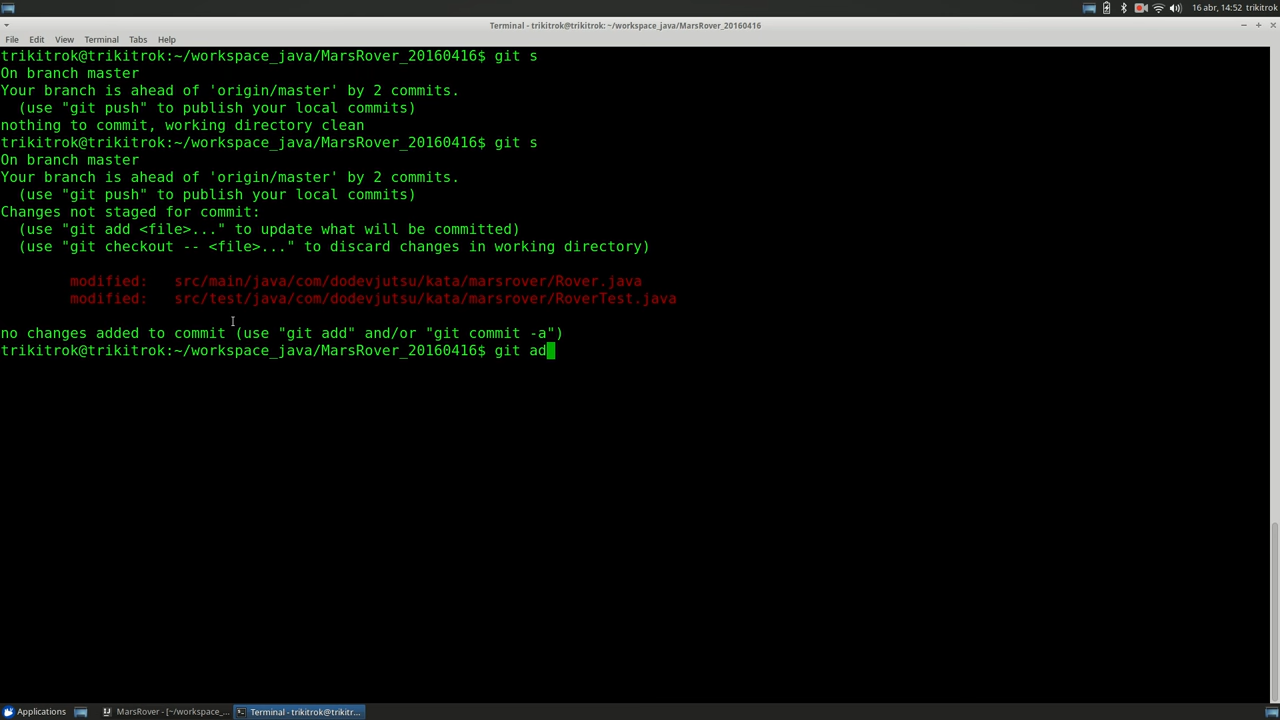 Terminal - trikitrok@trikitrok: ~/workspace_java/MarsRover_20160416
16 abr, 14:52 trikitrok
File Edit View Terminal Tabs Help
trikitrok@trikitrok:~/workspace_java/MarsRover_20160416$ git s
On branch master
Your branch is ahead of 'origin/master' by 2 commits.
(use "git push" to publish your local commits)
nothing to commit, working directory clean
trikitrok@trikitrok:~/workspace_java/MarsRover_20160416$ git s
On branch master
Your branch is ahead of 'origin/master' by 2 commits.
(use "git push" to publish your local commits)
Changes not staged for commit:
(use "git add <file>..." to update what will be committed)
(use "git checkout -- <file>..." to discard changes in working directory)
modified: src/main/java/com/dodevjutsu/kata/marsrover/Rover.java
modified: src/test/java/com/dodevjutsu/kata/marsrover/RoverTest.java
no changes added to commit (use "git add" and/or "git commit -a")
trikitrok@trikitrok:~/workspace_java/MarsRover_20160416$ git ad
Applications MarsRover - [~/workspace_... Terminal - trikitrok@trikitr...